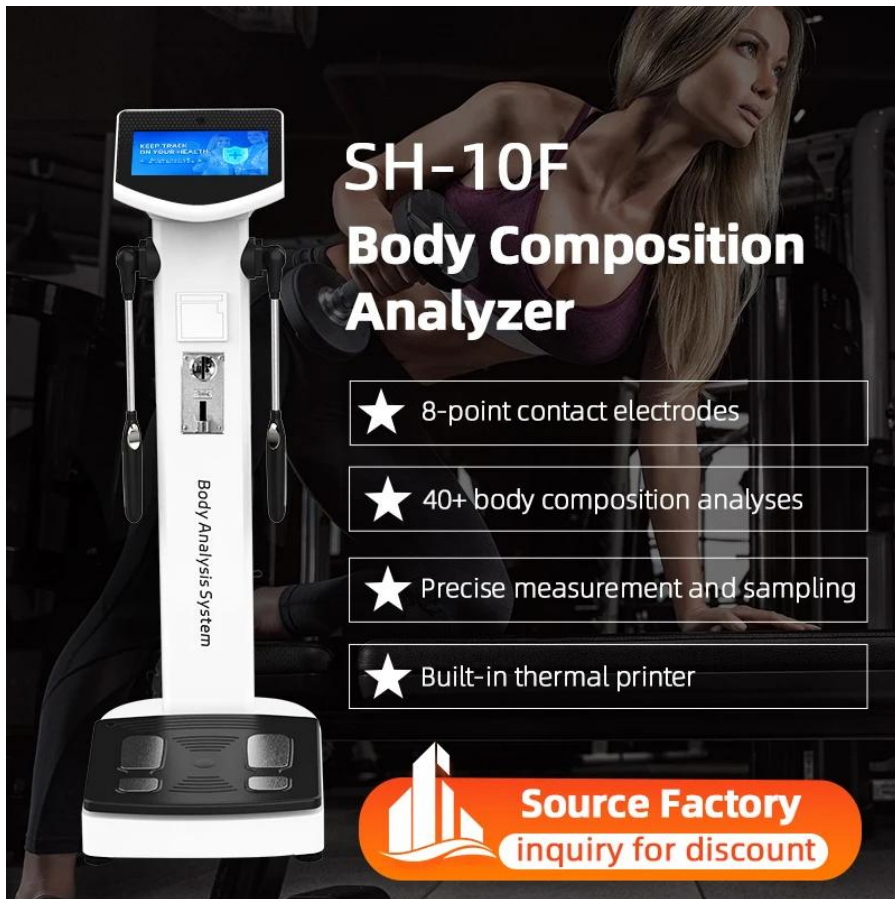 KEEP TRACK
ON YOUR HEALTH
SH-10F
Body Composition
Analyzer
8-point contact electrodes
40+ body composition analyses
Precise measurement and sampling
Built-in thermal printer
Body Analysis System
Source Factory
inquiry for discount